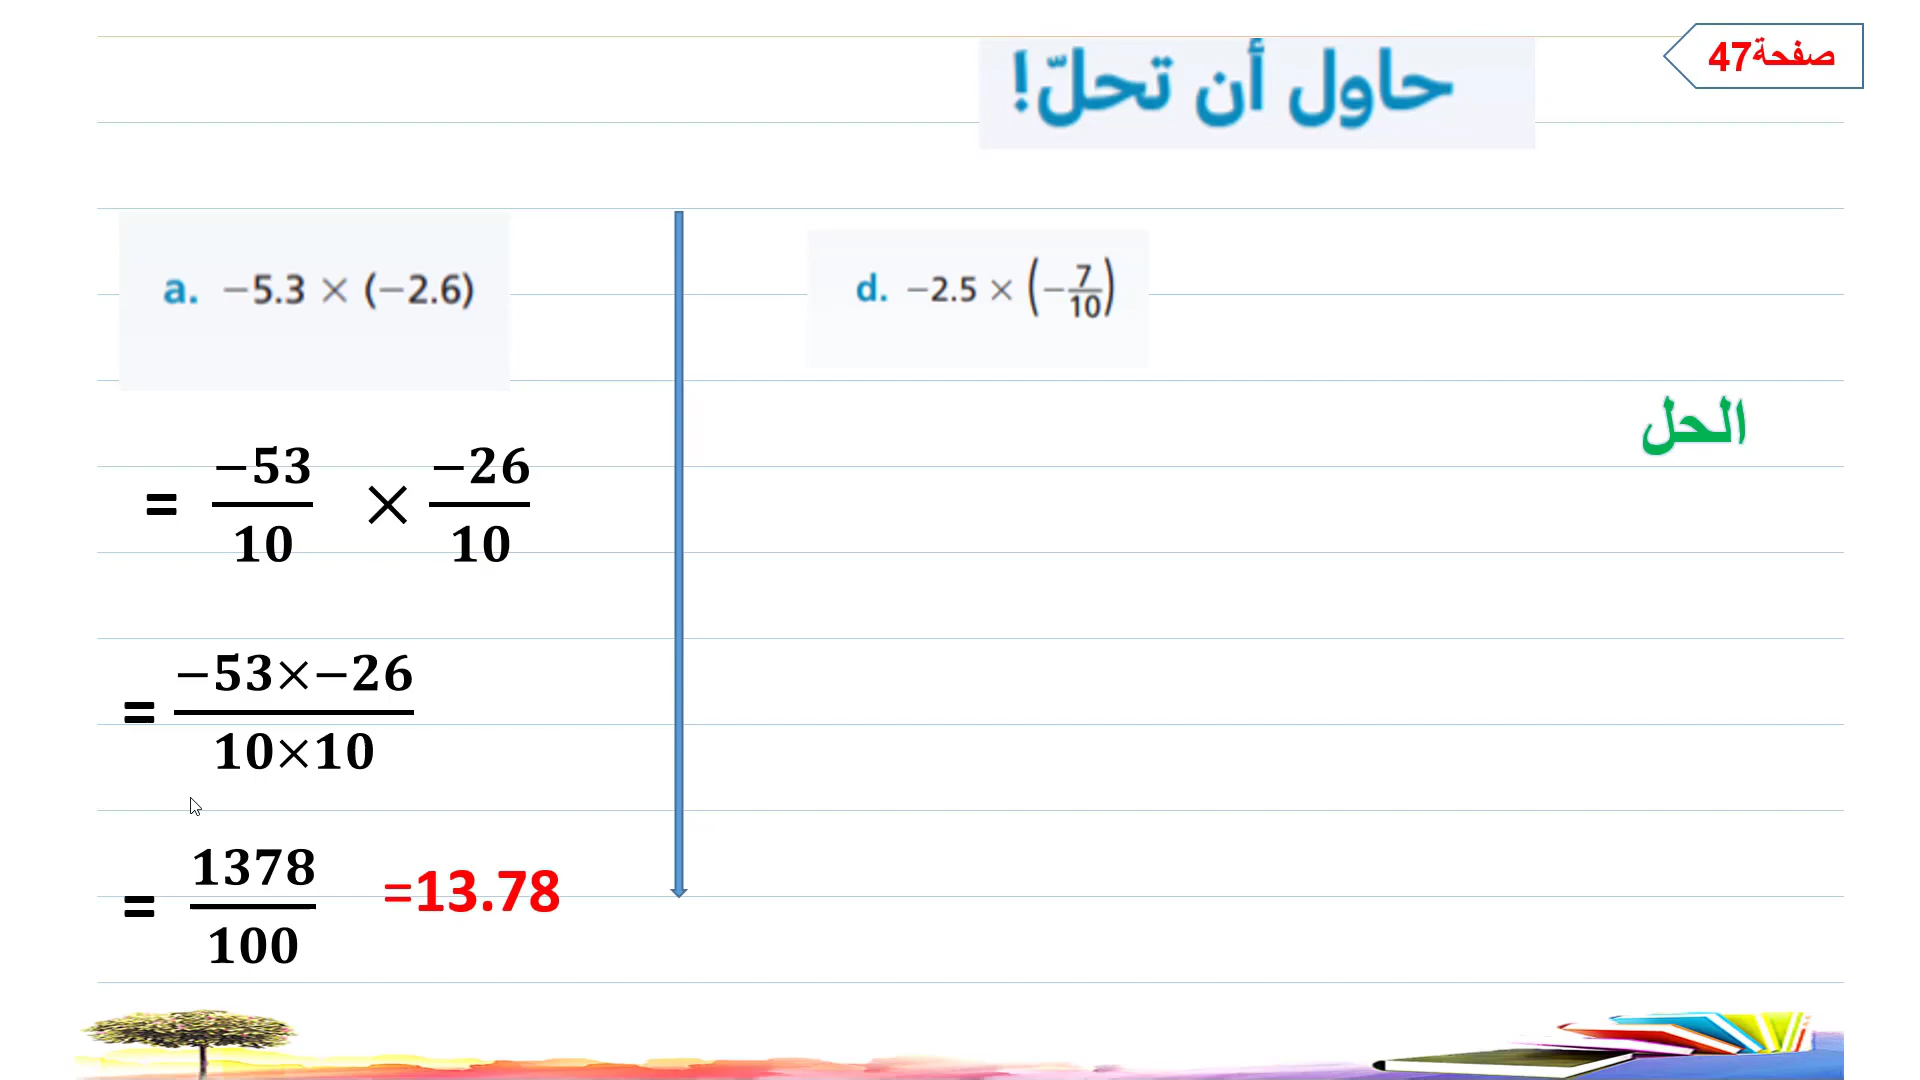 صفحة47
حاول أن تحلّ!
a. −5.3 × (−2.6)
= −53/10 × −26/10
= −53×−26/10×10
= 1378/100 =13.78
d. −2.5 × (−7/10)
الحل